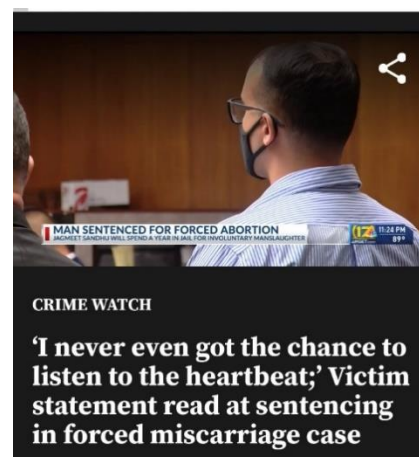 MAN SENTENCED FOR FORCED ABORTION
JAGMEET SANDHU WILL SPEND A YEAR IN JAIL FOR INVOLUNTARY MANSLAUGHTER
17
11:24 PM
89°
CRIME WATCH
‘I never even got the chance to
listen to the heartbeat;’ Victim
statement read at sentencing
in forced miscarriage case